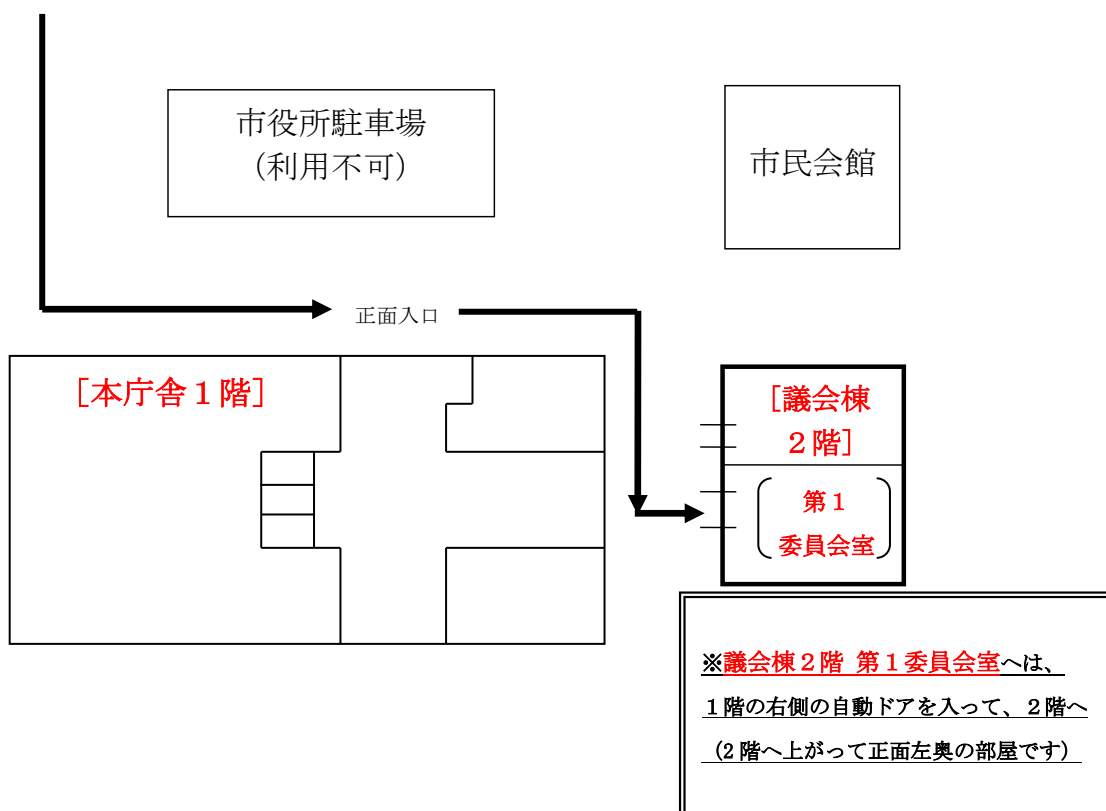 市役所駐車場
（利用不可）
市民会館
正面入口
［本庁舎１階］
［議会棟
２階］
第１
委員会室
※議会棟２階 第１委員会室へは、
１階の右側の自動ドアを入って、２階へ
（2階へ上がって正面左奥の部屋です）